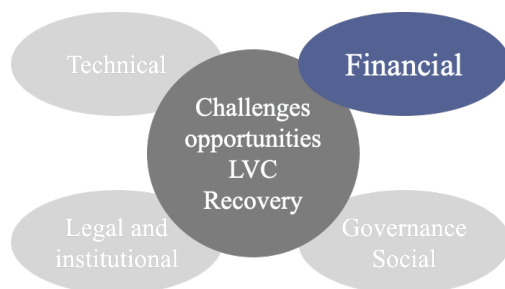 Technical
Financial
Challenges
opportunities
LVC
Recovery
Legal and
institutional
Governance
Social